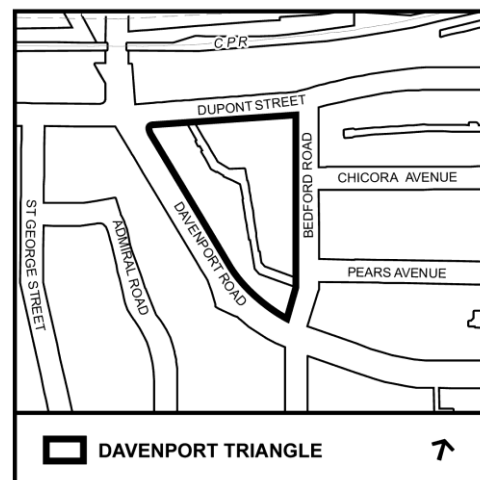 CPR
DUPONT STREET
BEDFORD ROAD
CHICORA AVENUE
DAVENPORT ROAD
ST GEORGE STREET
ADMIRAL ROAD
PEARS AVENUE
DAVENPORT TRIANGLE